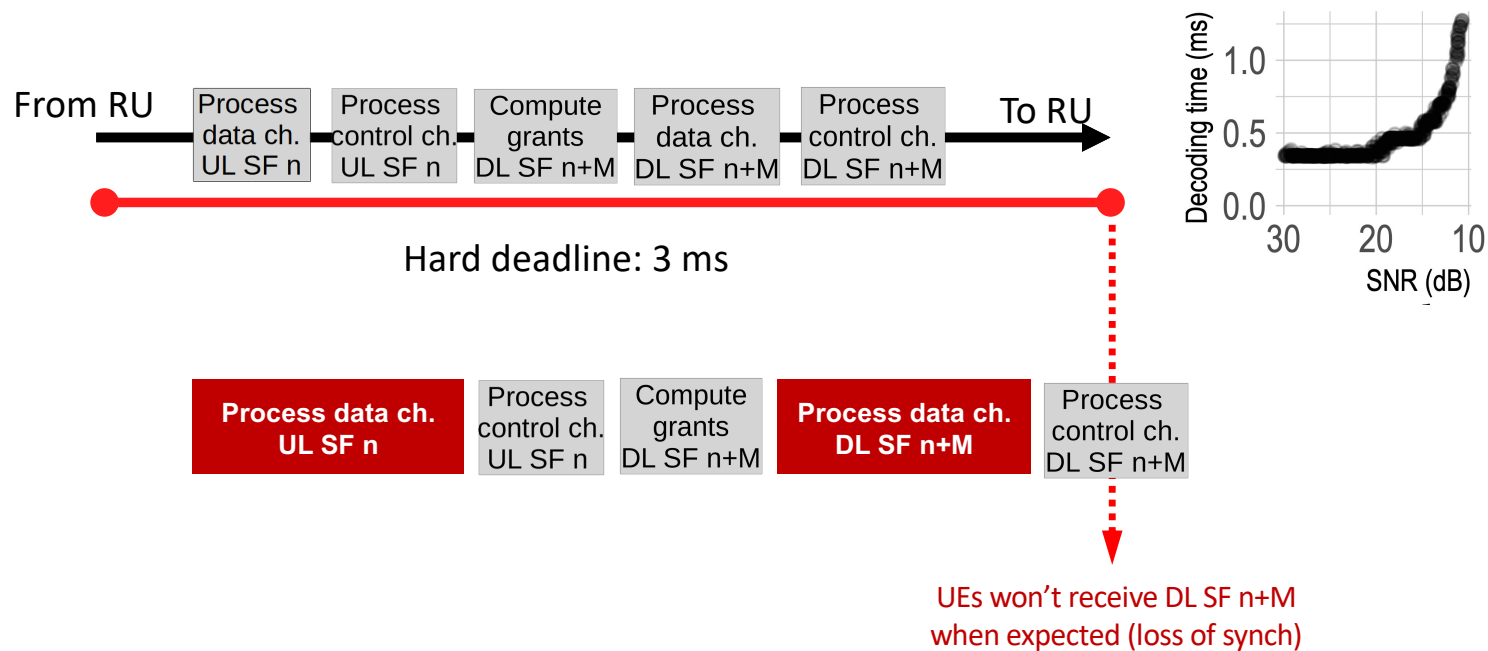 From RU
Process
data ch.
UL SF n
Process
control ch.
UL SF n
Compute
grants
DL SF n+M
Process
data ch.
DL SF n+M
Process
control ch.
DL SF n+M
To RU
Hard deadline: 3 ms
Decoding time (ms)
1.0
0.5
0.0
30
20
10
SNR (dB)
Process data ch.
UL SF n
Process
control ch.
UL SF n
Compute
grants
DL SF n+M
Process data ch.
DL SF n+M
Process
control ch.
DL SF n+M
UEs won’t receive DL SF n+M
when expected (loss of synch)